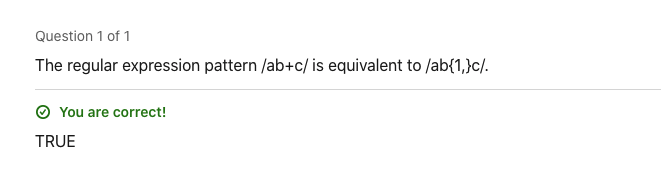 Question 1 of 1
The regular expression pattern /ab+c/ is equivalent to /ab{1,}c/.
You are correct!
TRUE